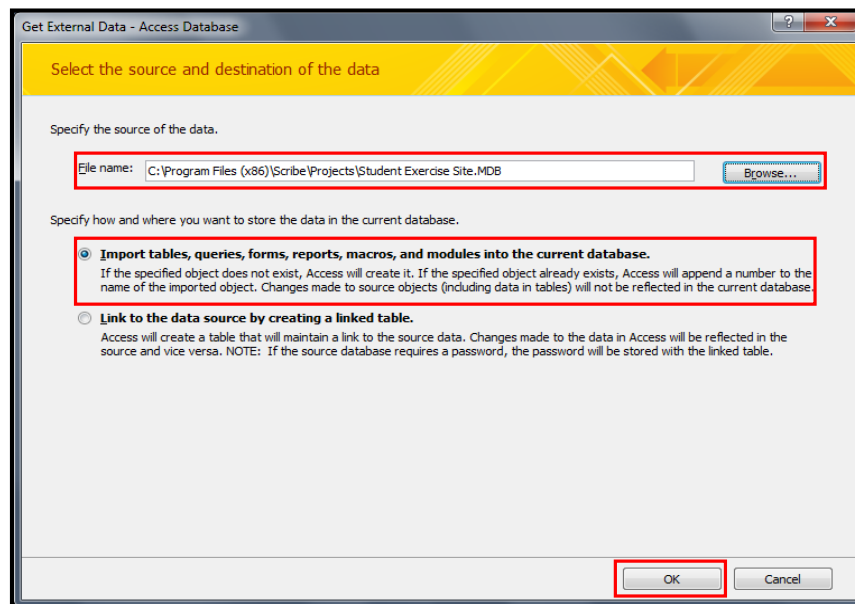 Get External Data - Access Database
Select the source and destination of the data
Specify the source of the data.
File name: C:\Program Files (x86)\Scribe\Projects\Student Exercise Site.MDB Browse...
Specify how and where you want to store the data in the current database.
Import tables, queries, forms, reports, macros, and modules into the current database.
If the specified object does not exist, Access will create it. If the specified object already exists, Access will append a number to the
name of the imported object. Changes made to source objects (including data in tables) will not be reflected in the current database.
Link to the data source by creating a linked table.
Access will create a table that will maintain a link to the source data. Changes made to the data in Access will be reflected in the
source and vice versa. NOTE: If the source database requires a password, the password will be stored with the linked table.
OK Cancel